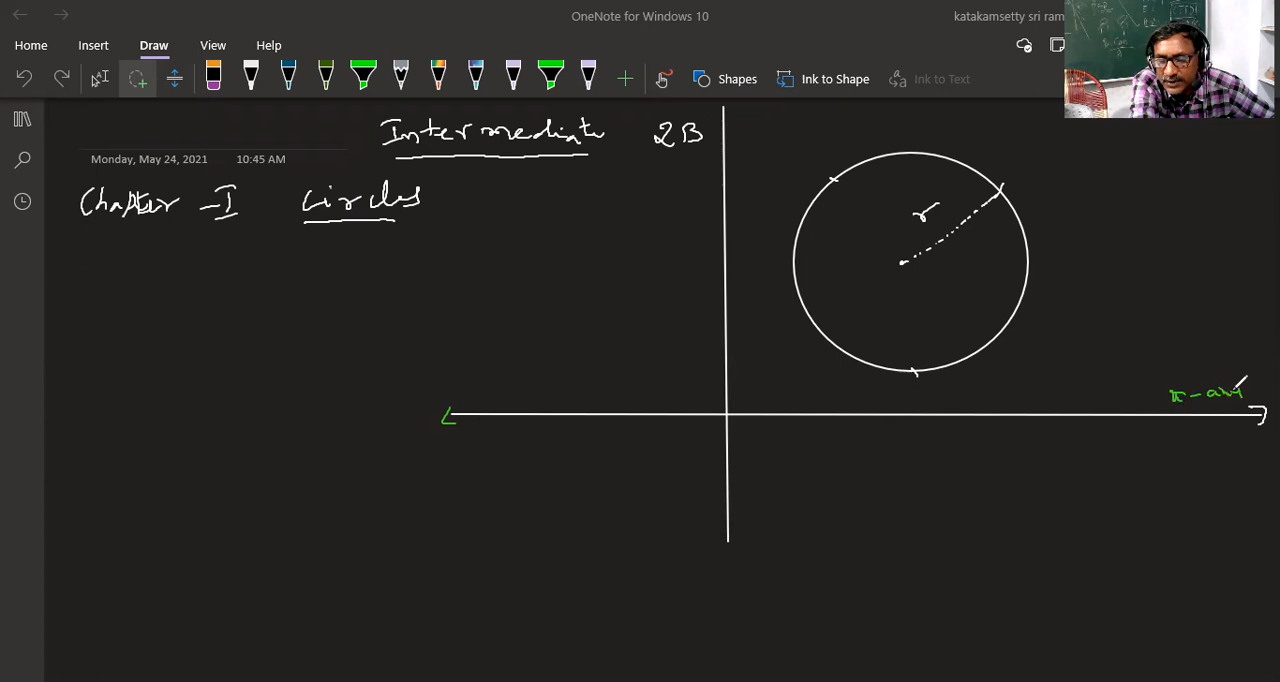 OneNote for Windows 10
katakamsetty sri ram
Home Insert Draw View Help
Shapes Ink to Shape Ink to Text
Intermediate 2B
Monday, May 24, 2021 10:45 AM
Chapter - I Circles
r